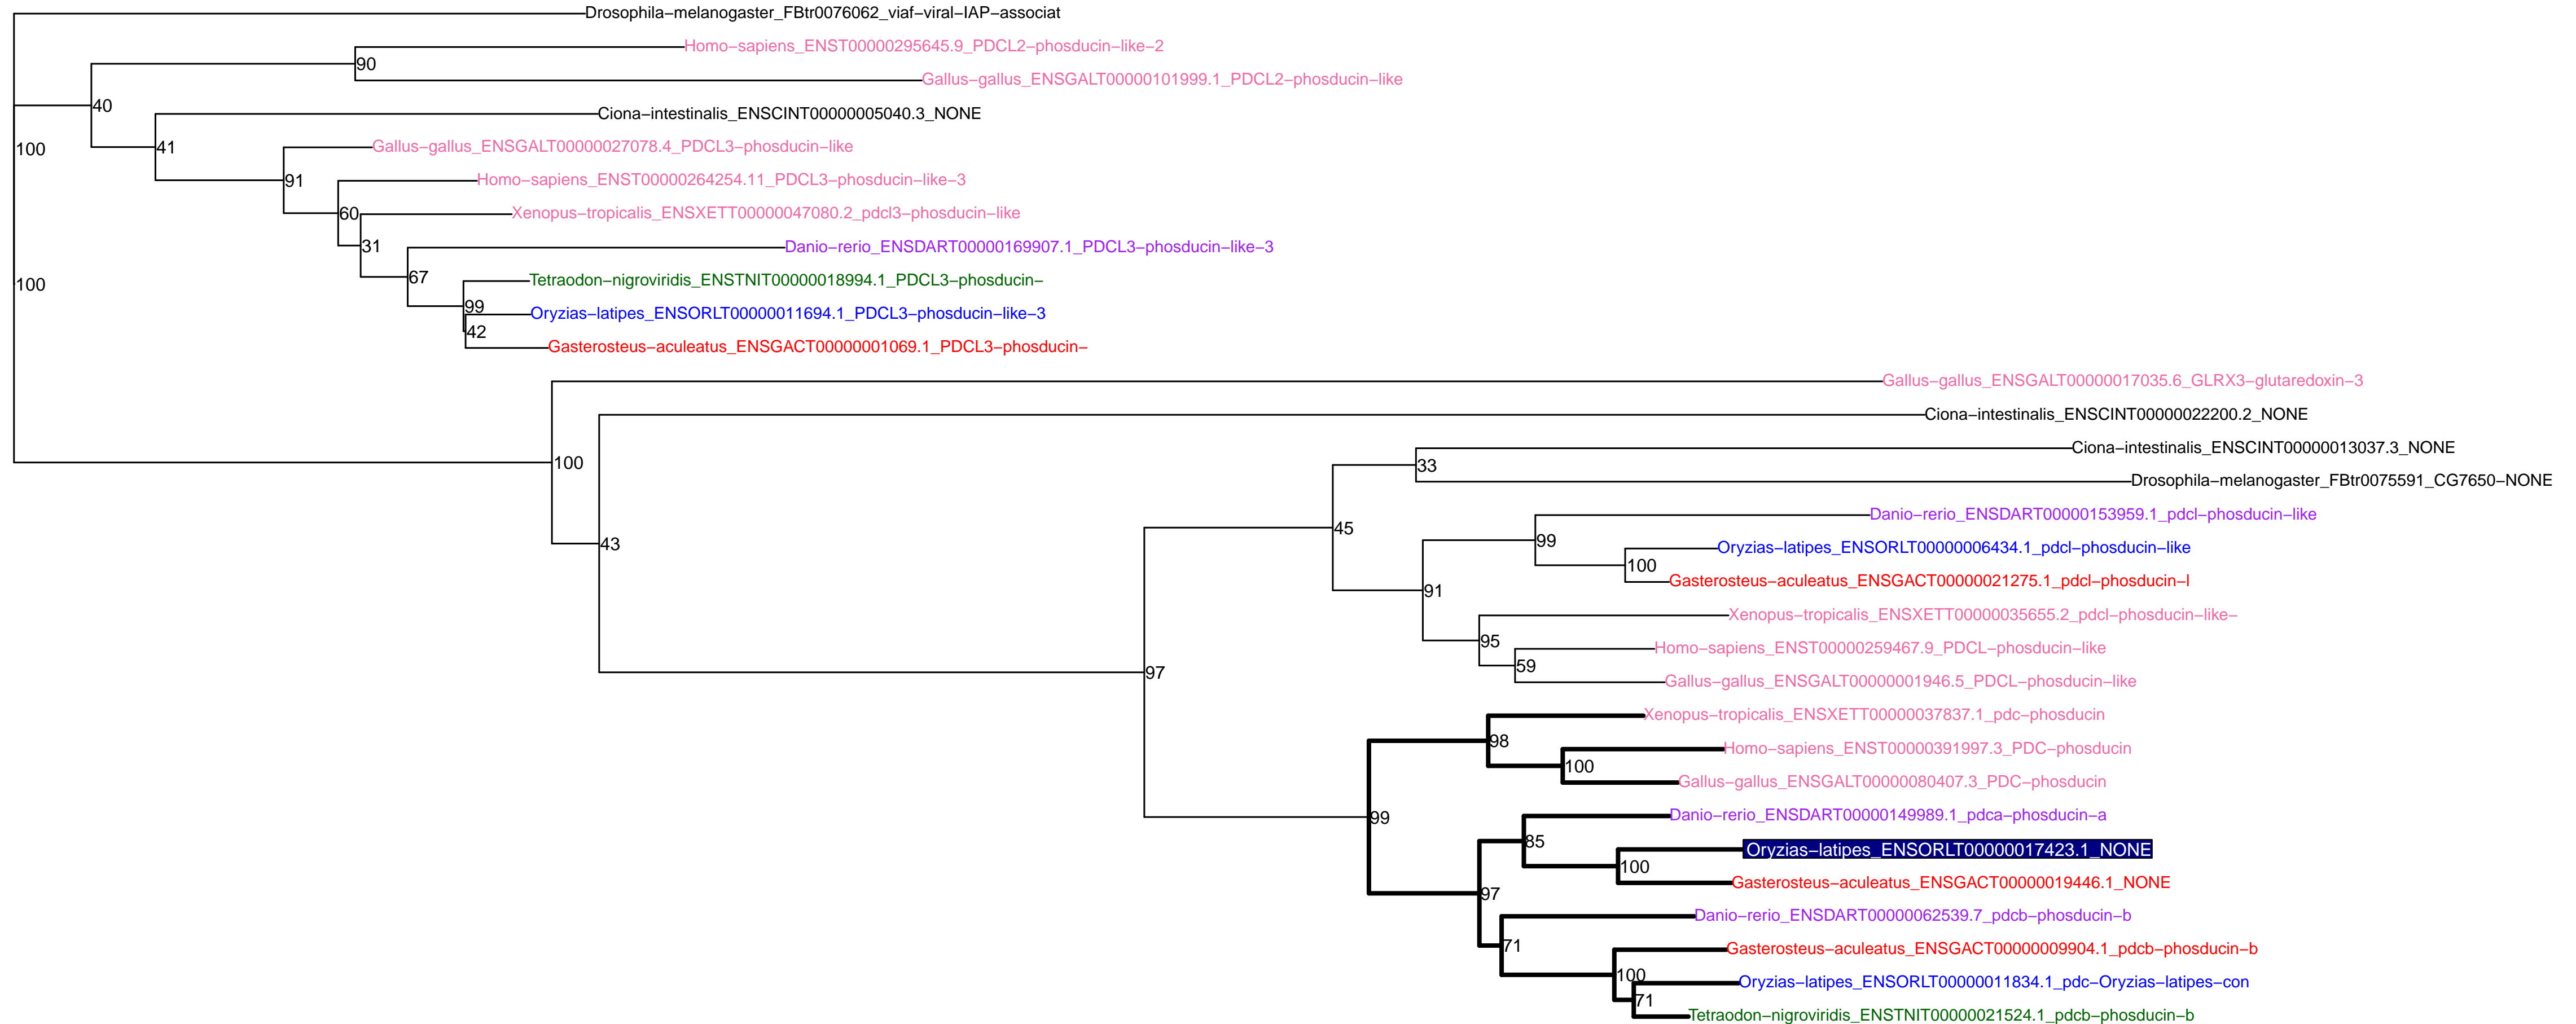 Drosophila−melanogaster_FBtr0076062_viaf−viral−IAP−associat
Homo−sapiens_ENST00000295645.9_PDCL2−phosducin−like−2
90
Gallus−gallus_ENSGALT00000101999.1_PDCL2−phosducin−like
40
Ciona−intestinalis_ENSCINT00000005040.3_NONE
100
41
Gallus−gallus_ENSGALT00000027078.4_PDCL3−phosducin−like
91
Homo−sapiens_ENST00000264254.11_PDCL3−phosducin−like−3
60
Xenopus−tropicalis_ENSXETT00000047080.2_pdcl3−phosducin−like
31
Danio−rerio_ENSDART00000169907.1_PDCL3−phosducin−like−3
67
100
Tetraodon−nigroviridis_ENSTNIT00000018994.1_PDCL3−phosducin−
99
Oryzias−latipes_ENSORLT00000011694.1_PDCL3−phosducin−like−3
42
Gasterosteus−aculeatus_ENSGACT00000001069.1_PDCL3−phosducin−
Gallus−gallus_ENSGALT00000017035.6_GLRX3−glutaredoxin−3
Ciona−intestinalis_ENSCINT00000022200.2_NONE
Ciona−intestinalis_ENSCINT00000013037.3_NONE
100
33
Drosophila−melanogaster_FBtr0075591_CG7650−NONE
Danio−rerio_ENSDART00000153959.1_pdcl−phosducin−like
45
99
43
Oryzias−latipes_ENSORLT00000006434.1_pdcl−phosducin−like
100
Gasterosteus−aculeatus_ENSGACT00000021275.1_pdcl−phosducin−l
91
Xenopus−tropicalis_ENSXETT00000035655.2_pdcl−phosducin−like−
95
Homo−sapiens_ENST00000259467.9_PDCL−phosducin−like
59
97
Gallus−gallus_ENSGALT00000001946.5_PDCL−phosducin−like
Xenopus−tropicalis_ENSXETT00000037837.1_pdc−phosducin
98
Homo−sapiens_ENST00000391997.3_PDC−phosducin
100
Gallus−gallus_ENSGALT00000080407.3_PDC−phosducin
99
Danio−rerio_ENSDART00000149989.1_pdca−phosducin−a
85
Oryzias−latipes_ENSORLT00000017423.1_NONE
100
Gasterosteus−aculeatus_ENSGACT00000019446.1_NONE
97
Danio−rerio_ENSDART00000062539.7_pdcb−phosducin−b
71
Gasterosteus−aculeatus_ENSGACT00000009904.1_pdcb−phosducin−b
100
Oryzias−latipes_ENSORLT00000011834.1_pdc−Oryzias−latipes−con
71
Tetraodon−nigroviridis_ENSTNIT00000021524.1_pdcb−phosducin−b